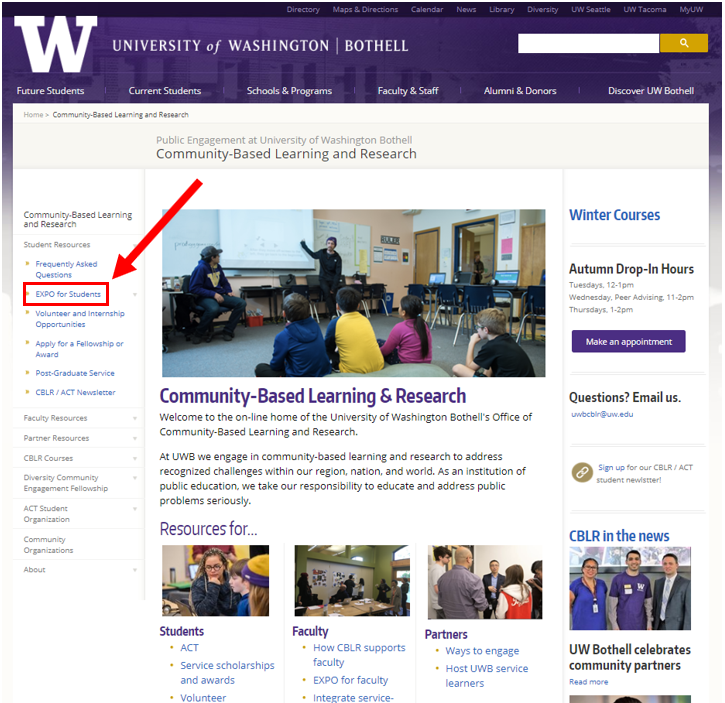 Directory Maps & Directions Calendar News Library Diversity UW Seattle UW Tacoma MyUW
W UNIVERSITY of WASHINGTON | BOTHELL
Future Students Current Students Schools & Programs Faculty & Staff Alumni & Donors Discover UW Bothell
Home > Community-Based Learning and Research
Public Engagement at University of Washington Bothell
Community-Based Learning and Research
Community-Based Learning
and Research
Student Resources
Frequently Asked
Questions
EXPO for Students
Volunteer and Internship
Opportunities
Apply for a Fellowship or
Award
Post-Graduate Service
CBLR / ACT Newsletter
Faculty Resources
Partner Resources
CBLR Courses
Diversity Community
Engagement Fellowship
ACT Student
Organization
Community
Organizations
About
Community-Based Learning & Research
Welcome to the on-line home of the University of Washington Bothell's Office of
Community-Based Learning and Research.
At UWB we engage in community-based learning and research to address
recognized challenges within our region, nation, and world. As an institution of
public education, we take our responsibility to educate and address public
problems seriously.
Resources for...
Students
ACT
Service scholarships
and awards
Volunteer
Faculty
How CBLR supports
faculty
EXPO for faculty
Integrate service-
Partners
Ways to engage
Host UWB service
learners
Winter Courses
Autumn Drop-In Hours
Tuesdays, 12-1pm
Wednesday, Peer Advising, 11-2pm
Thursdays, 1-2pm
Make an appointment
Questions? Email us.
uwbcblr@uw.edu
Sign up for our CBLR / ACT
student newlstter!
CBLR in the news
UW Bothell celebrates
community partners
Read more